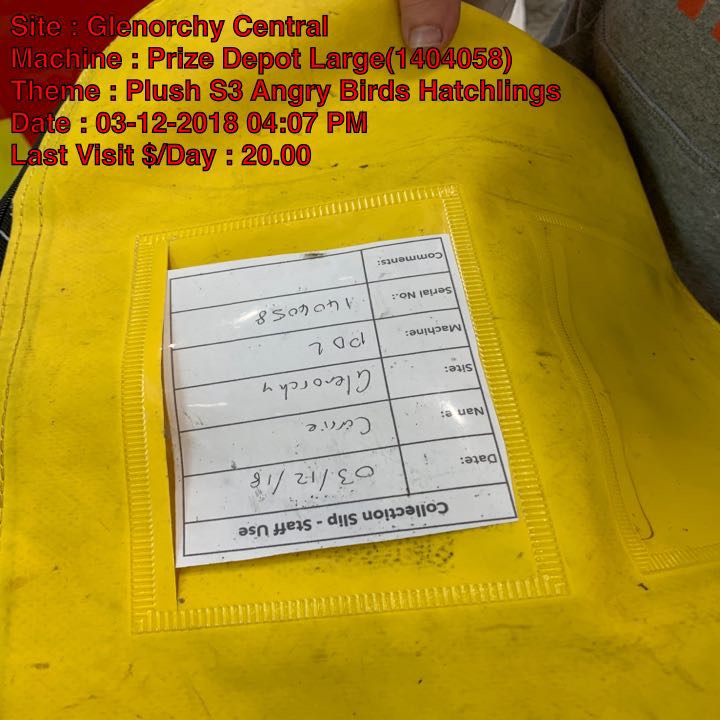 Site : Glenorchy Central
Machine : Prize Depot Large(1404058)
Theme : Plush S3 Angry Birds Hatchlings
Date : 03-12-2018 04:07 PM
Last Visit $/Day : 20.00
Collection Slip - Staff Use
Date: 03/12/18
Name: Carrie
Site: Glenorchy
Machine: PDL
Serial No.: 1404058
Comments: